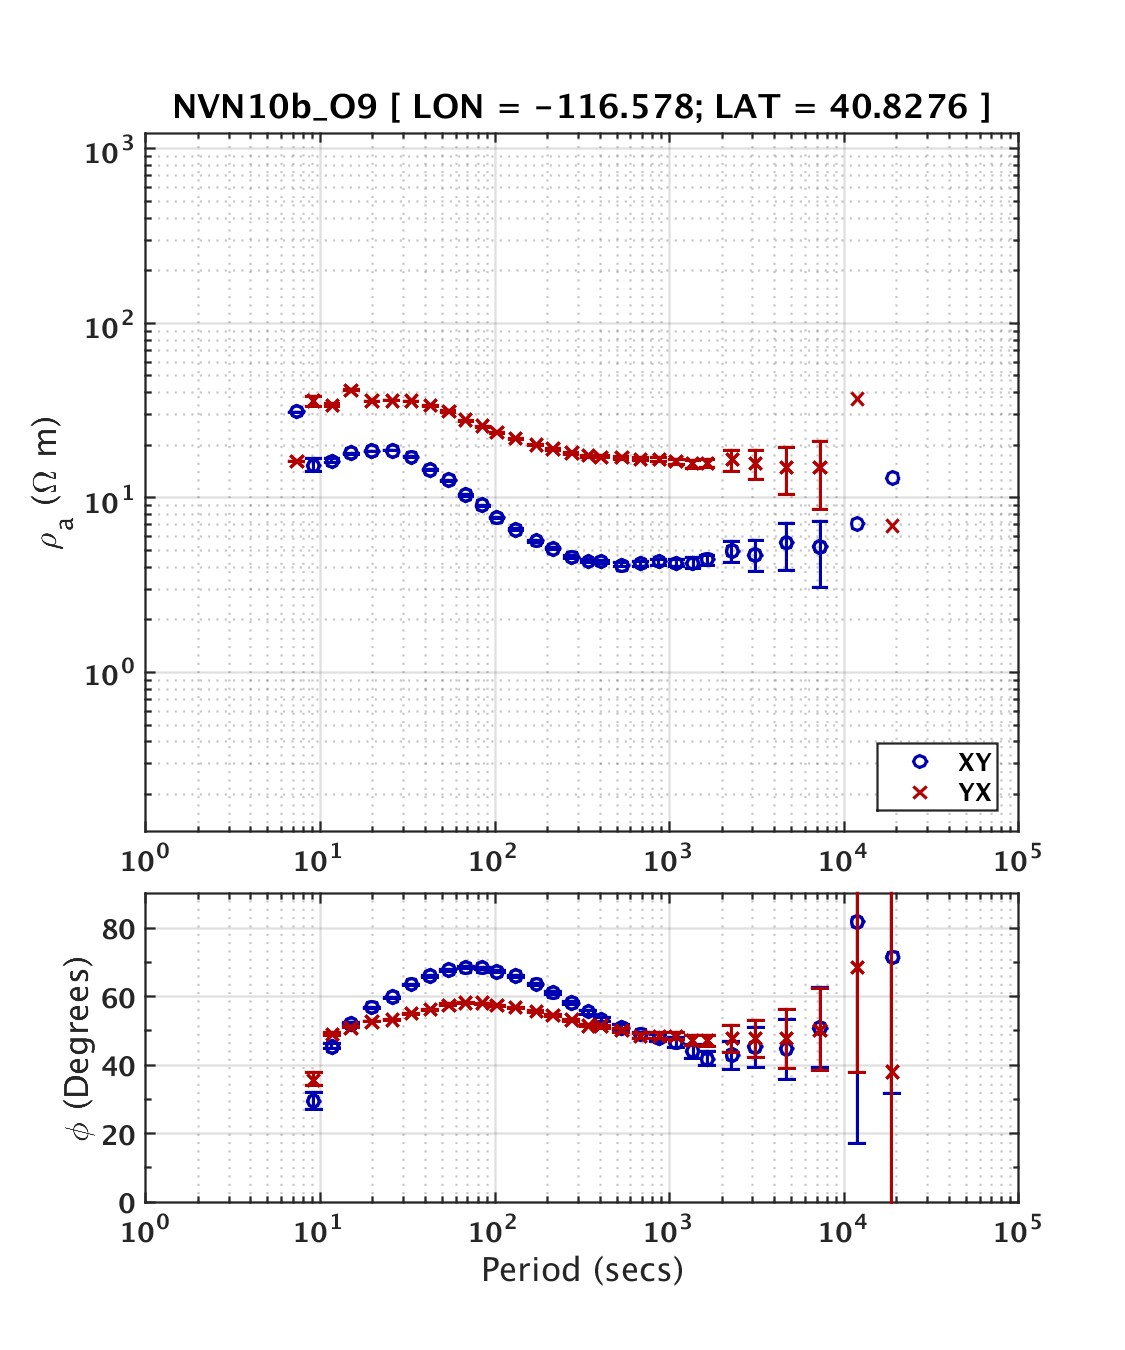 NVN10b_O9 [ LON = −116.578; LAT = 40.8276 ]
10³
10²
10¹
10⁰
ρₐ (Ω m)
XY
YX
10⁰ 10¹ 10² 10³ 10⁴ 10⁵
80
60
40
20
0
ϕ (Degrees)
10⁰ 10¹ 10² 10³ 10⁴ 10⁵
Period (secs)